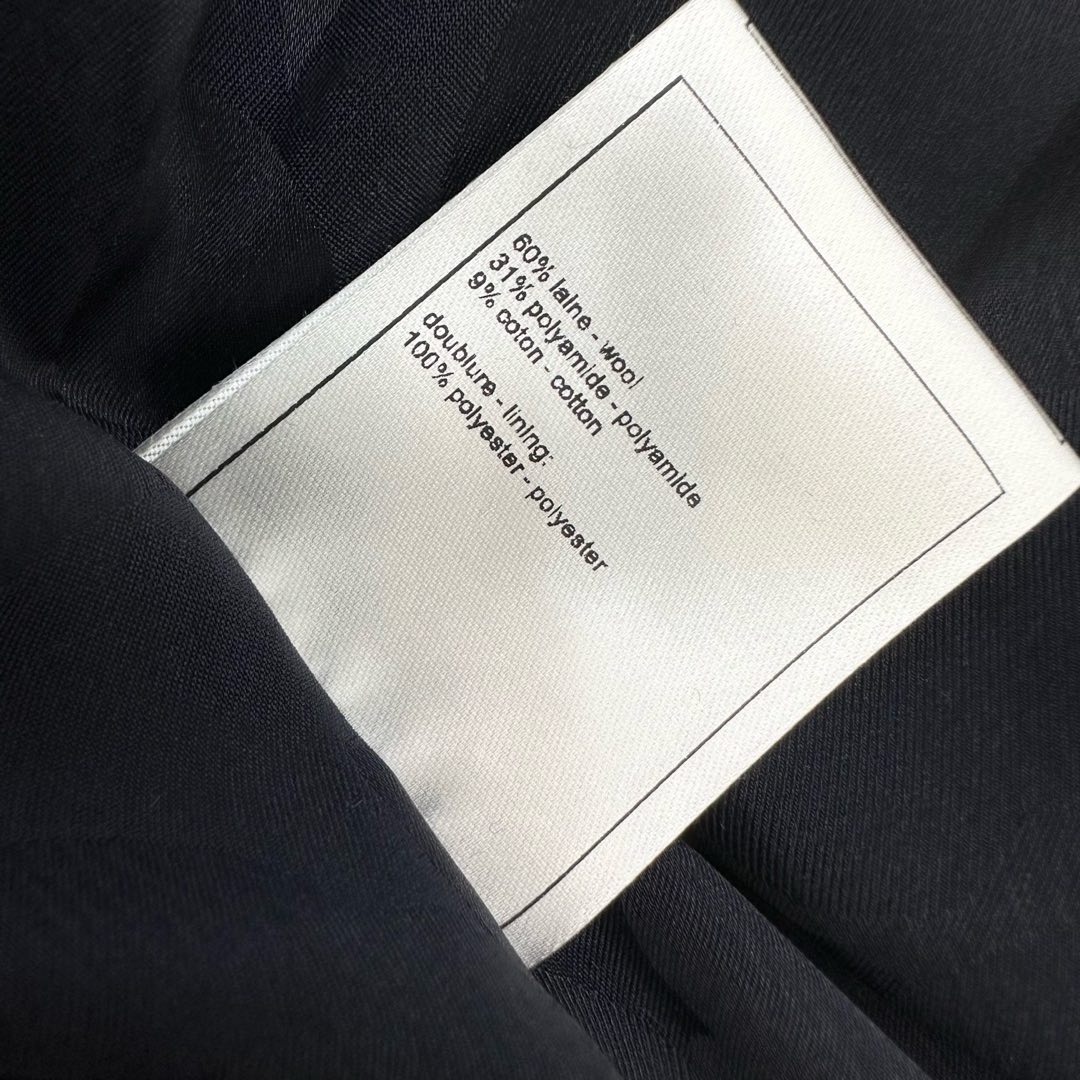 60% laine - wool
31% polyamide - polyamide
9% coton - cotton
doublure - lining:
100% polyester - polyester